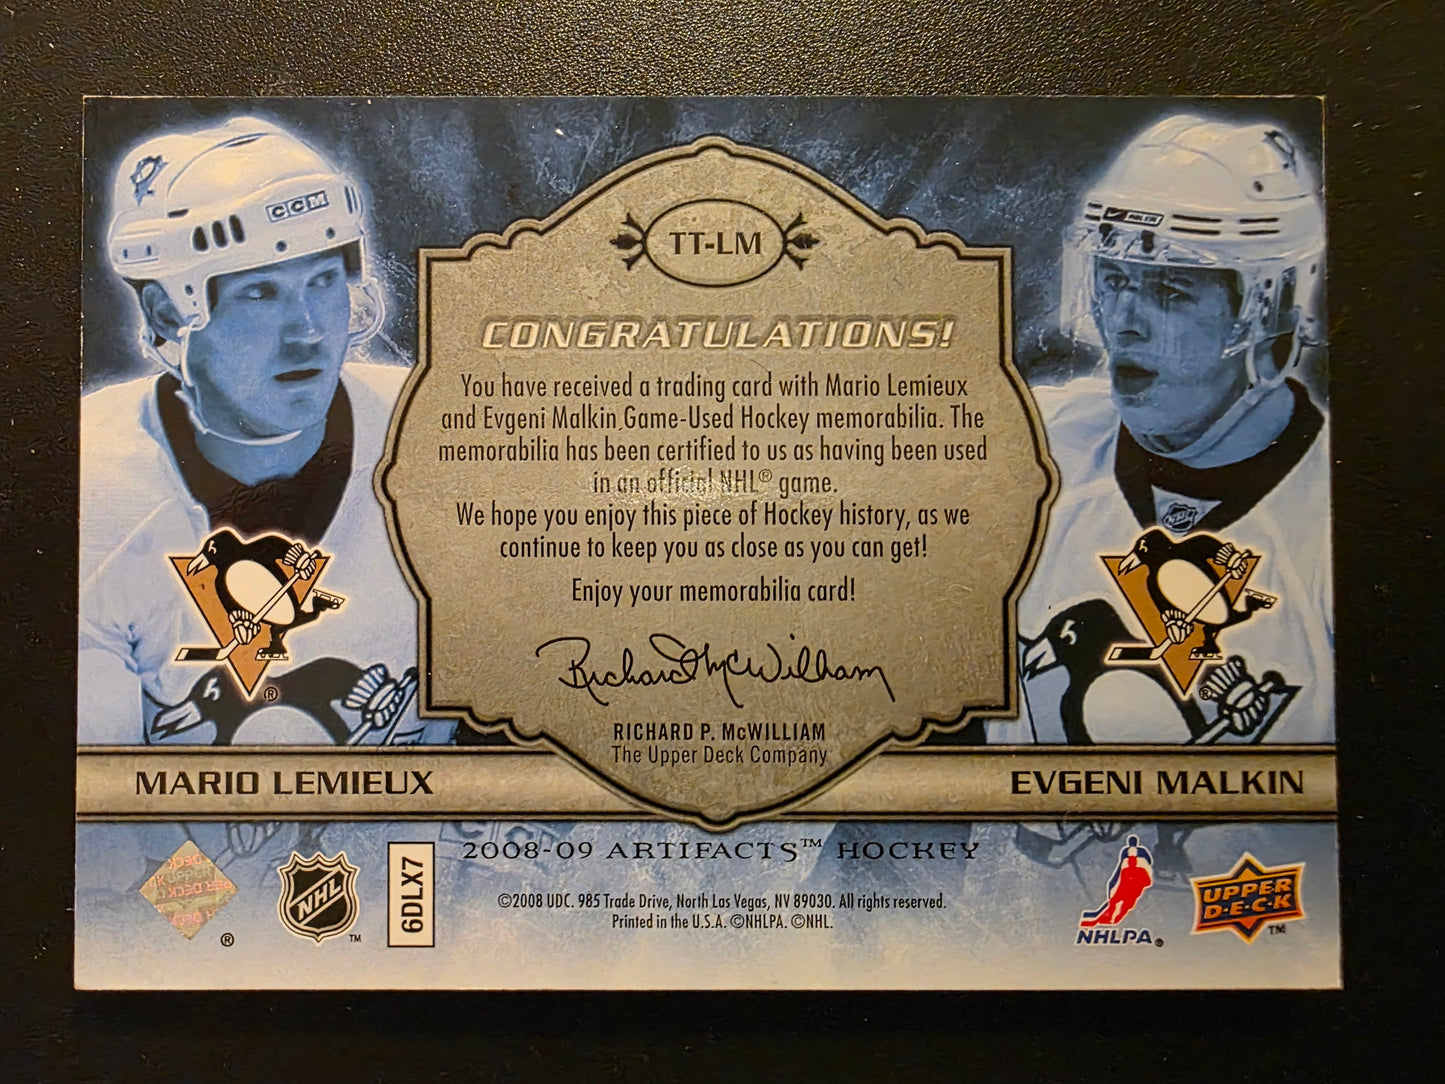 TT-LM
CCM
CONGRATULATIONS!
You have received a trading card with Mario Lemieux
and Evgeni Malkin Game-Used Hockey memorabilia. The
memorabilia has been certified to us as having been used
in an official NHL® game.
We hope you enjoy this piece of Hockey history, as we
continue to keep you as close as you can get!
Enjoy your memorabilia card!
Richard McWilliam
RICHARD P. McWILLIAM
The Upper Deck Company
®
®
MARIO LEMIEUX
EVGENI MALKIN
2008-09 ARTIFACTS™ HOCKEY
®
NHL
™
6DLX7
©2008 UDC. 985 Trade Drive, North Las Vegas, NV 89030. All rights reserved.
Printed in the U.S.A. ©NHLPA. ©NHL.
NHLPA®
UPPER
D·E·C·K
™